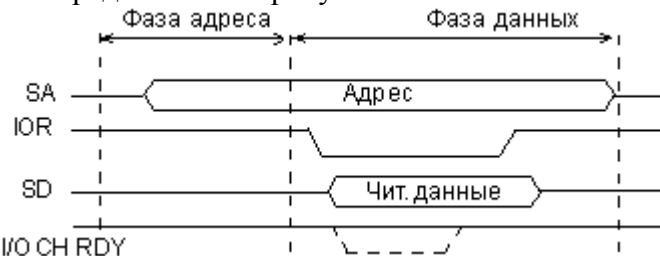 Фаза адреса Фаза данных
SA Адрес
IOR
SD Чит. данные
I/O CH RDY